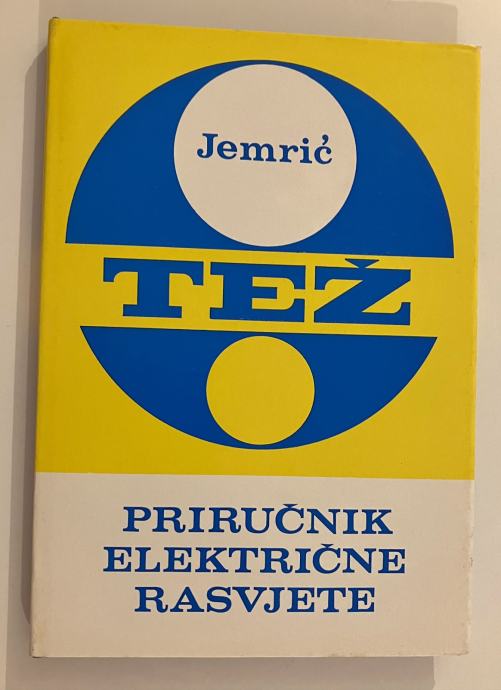 Jemrić
TEŽ
PRIRUČNIK
ELEKTRIČNE
RASVJETE